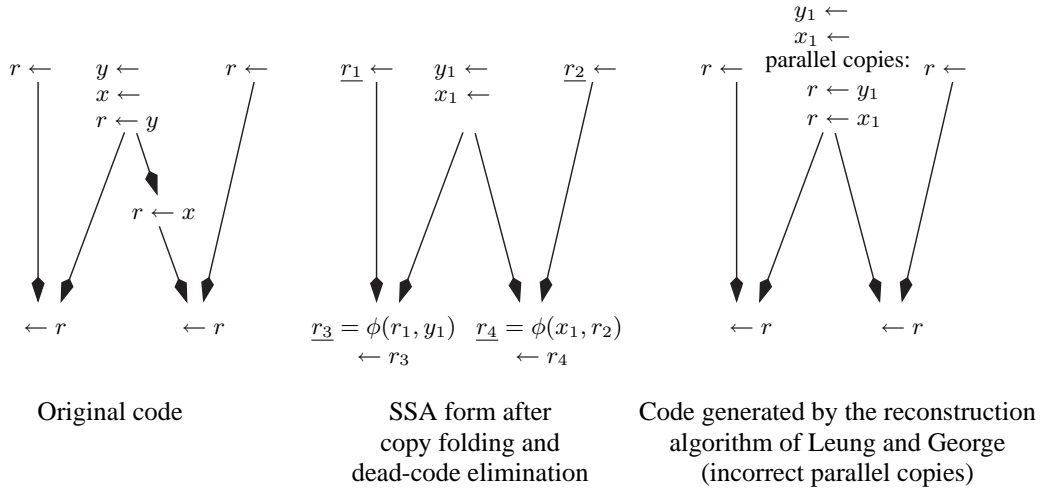 r ←
y ←
x ←
r ← y
r ←
r ← x
← r
← r
Original code
r₁ ←
y₁ ←
x₁ ←
r₂ ←
r₃ = ϕ(r₁, y₁)
← r₃
r₄ = ϕ(x₁, r₂)
← r₄
SSA form after
copy folding and
dead-code elimination
y₁ ←
x₁ ←
parallel copies:
r ←
r ← y₁
r ← x₁
r ←
← r
← r
Code generated by the reconstruction
algorithm of Leung and George
(incorrect parallel copies)